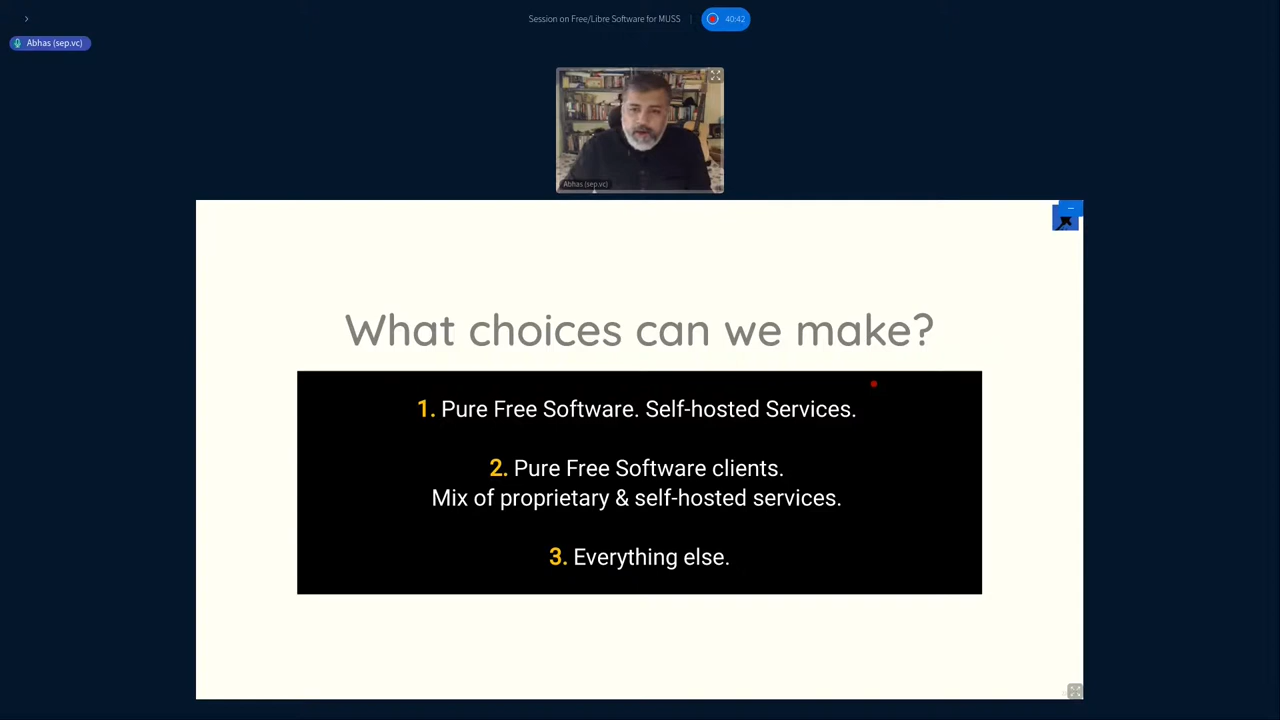 Session on Free/Libre Software for MUSS
40:42
Abhas (sep.vc)
Abhas (sep.vc)
What choices can we make?
1. Pure Free Software. Self-hosted Services.
2. Pure Free Software clients.
Mix of proprietary & self-hosted services.
3. Everything else.